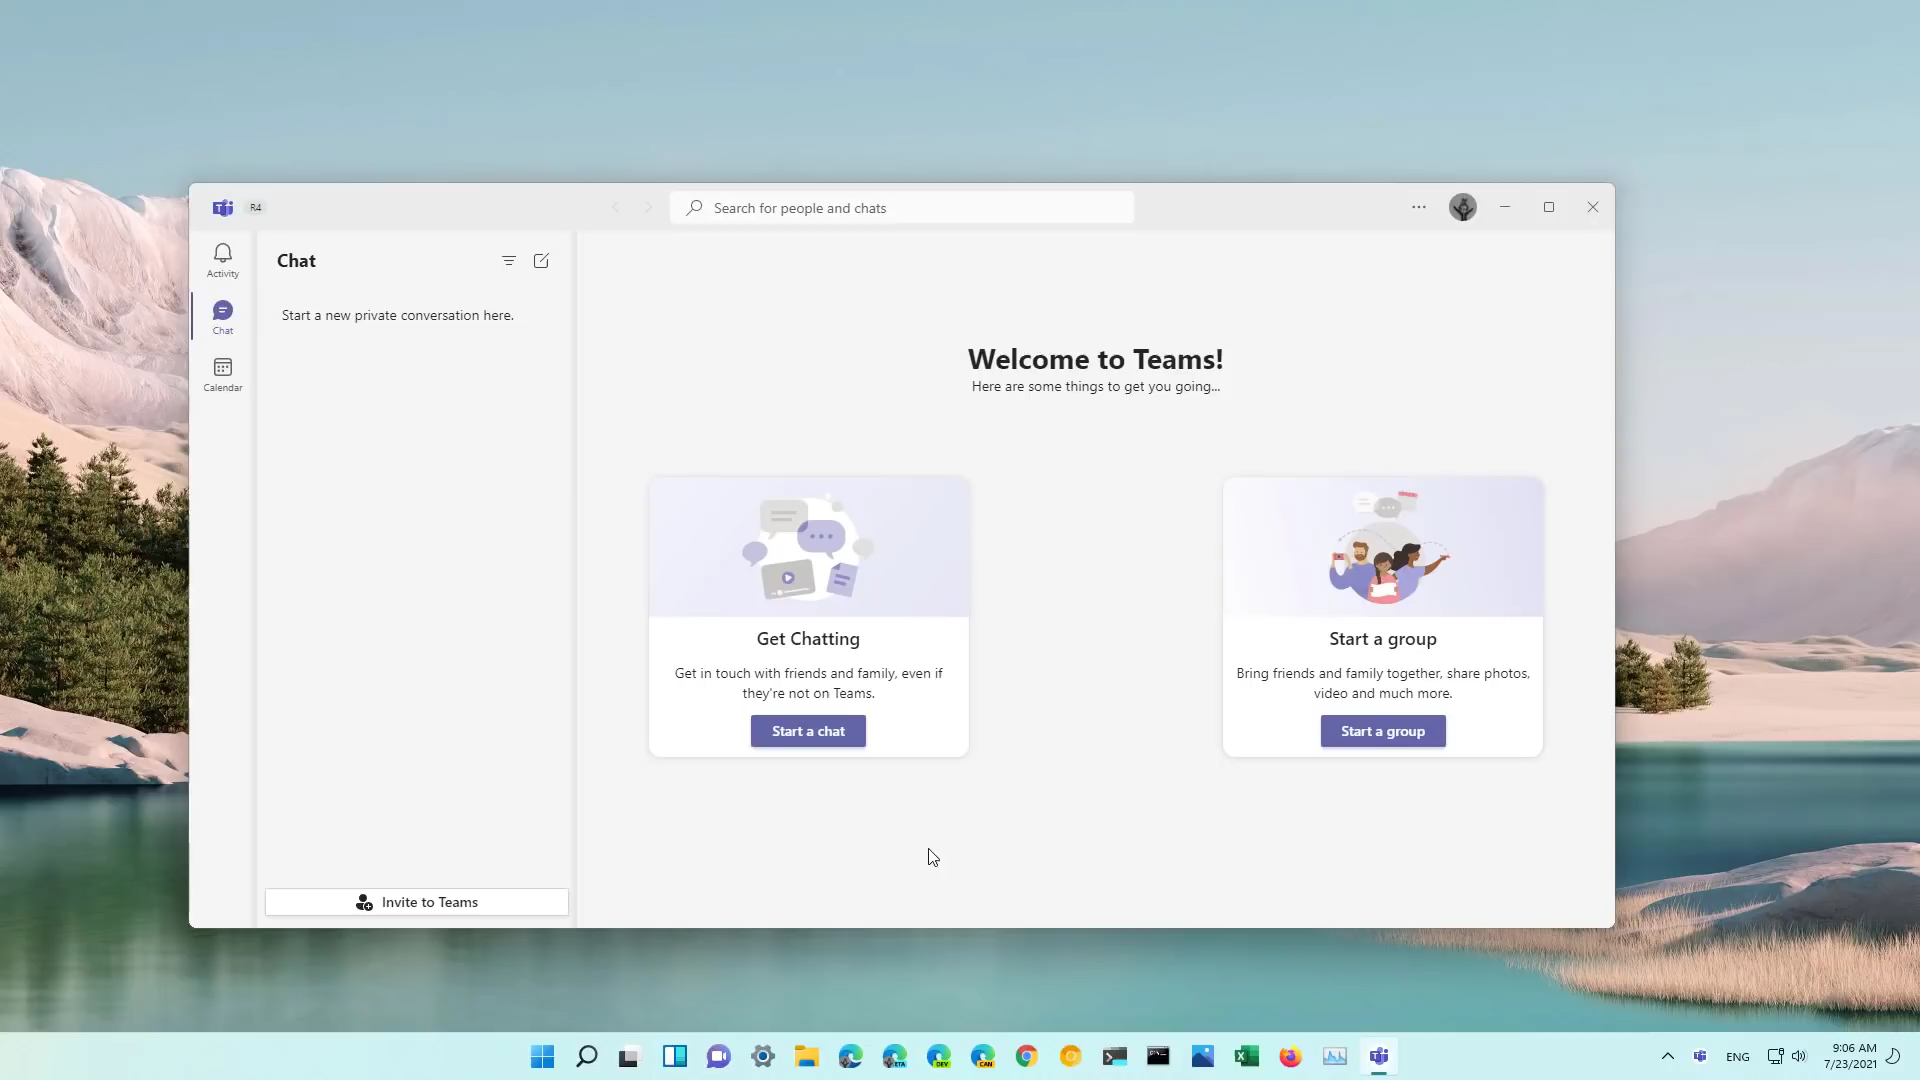 R4
Search for people and chats
Activity
Chat
Calendar
Chat
Start a new private conversation here.
Invite to Teams
Welcome to Teams!
Here are some things to get you going...
Get Chatting
Get in touch with friends and family, even if
they're not on Teams.
Start a chat
Start a group
Bring friends and family together, share photos,
video and much more.
Start a group
BETA
DEV
CAN
ENG
9:06 AM
7/23/2021